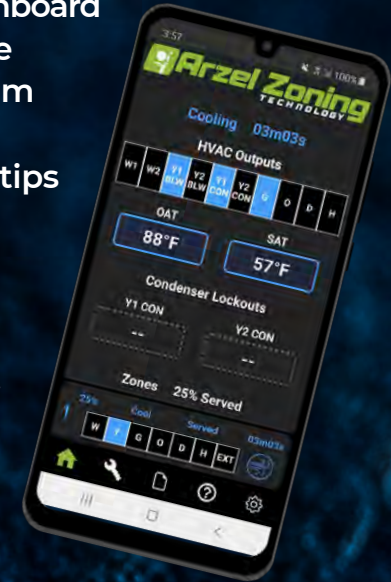 nboard
e
m
tips
3:57
100%
Arzel Zoning
TECHNOLOGY
Cooling 03m03s
HVAC Outputs
W1 W2 Y1 BLW Y2 BLW Y1 CON Y2 CON G O D H
OAT SAT
88°F 57°F
Condenser Lockouts
Y1 CON Y2 CON
-- --
Zones 25% Served
25% Cool Served 03m03s
W Y G O D H EXT